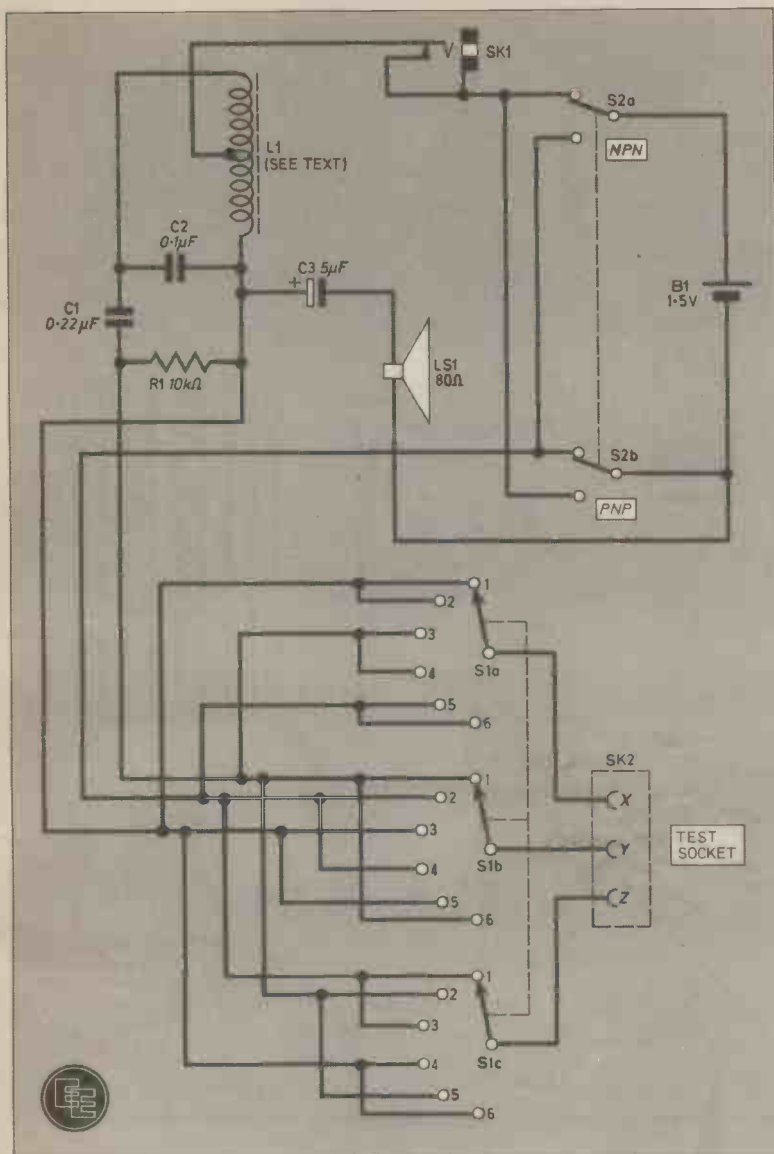 SK1
S2a
NPN
L1
(SEE TEXT)
C2
0·1µF
C3 5µF
+
B1
1·5V
C1
0·22µF
LS1
80Ω
R1 10kΩ
S2b
PNP
1
2
3
4
S1a
5
6
SK2
1
X
2
TEST
SOCKET
3
S1b
Y
4
Z
5
6
1
2
3
S1c
4
5
6
EE